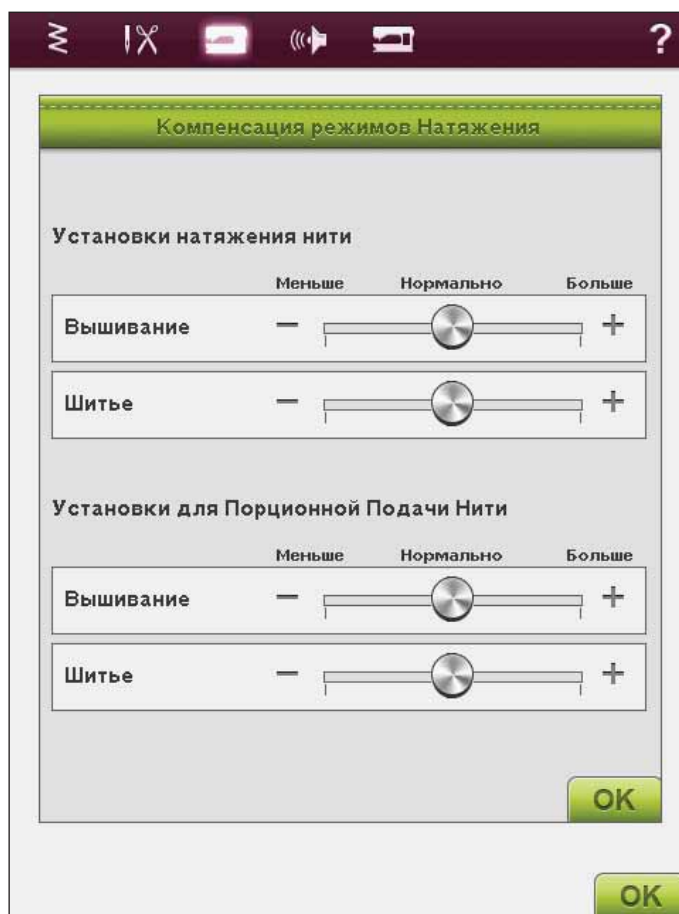 ?
Компенсация режимов Натяжения
Установки натяжения нити
Меньше Нормально Больше
Вышивание − +
Шитье − +
Установки для Порционной Подачи Нити
Меньше Нормально Больше
Вышивание − +
Шитье − +
OK
OK